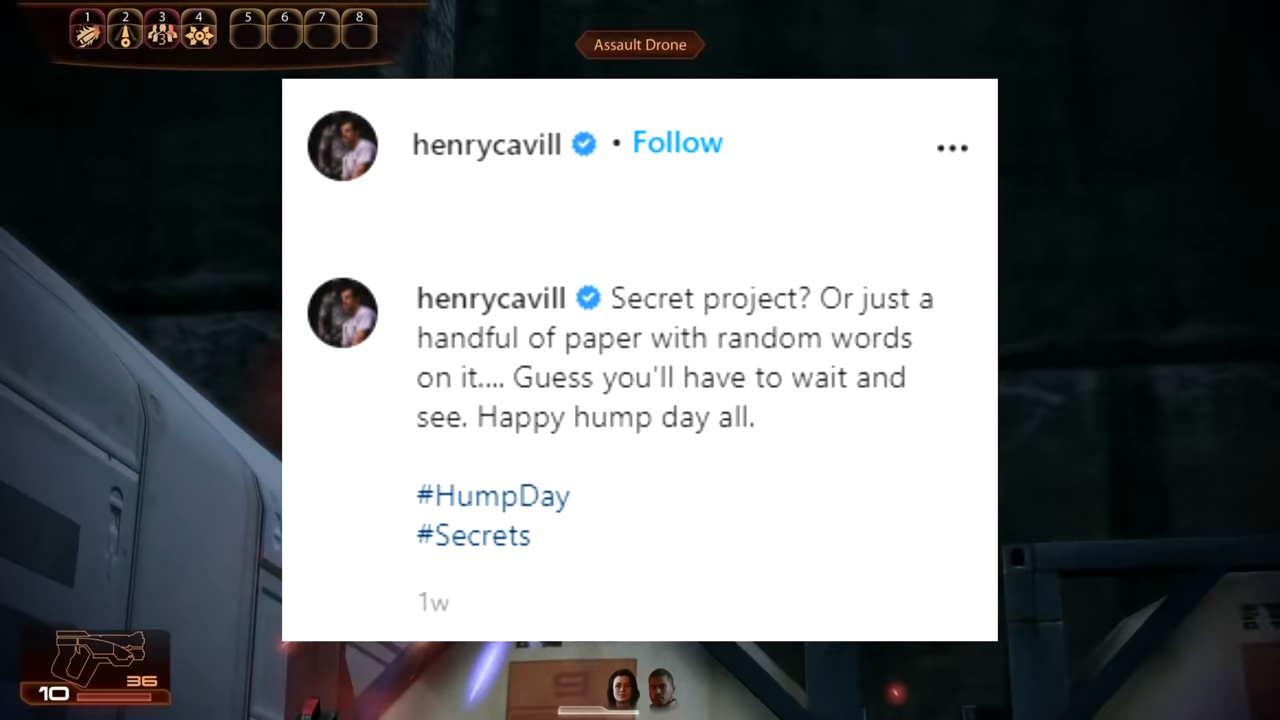 1 2 3 4 5 6 7 8
3
Assault Drone
henrycavill • Follow
henrycavill Secret project? Or just a
handful of paper with random words
on it.... Guess you'll have to wait and
see. Happy hump day all.
#HumpDay
#Secrets
1w
36
10
9